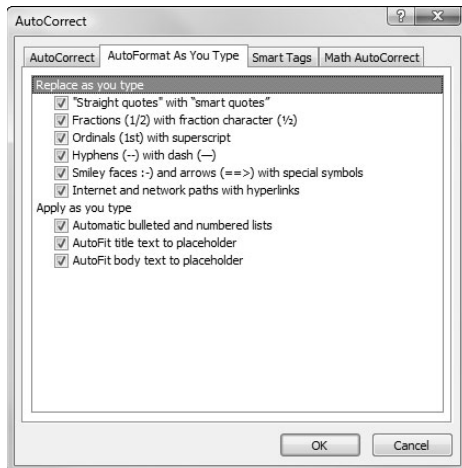 AutoCorrect
AutoCorrect AutoFormat As You Type Smart Tags Math AutoCorrect
Replace as you type
"Straight quotes" with “smart quotes”
Fractions (1/2) with fraction character (½)
Ordinals (1st) with superscript
Hyphens (--) with dash (—)
Smiley faces :-) and arrows (==>) with special symbols
Internet and network paths with hyperlinks
Apply as you type
Automatic bulleted and numbered lists
AutoFit title text to placeholder
AutoFit body text to placeholder
OK Cancel